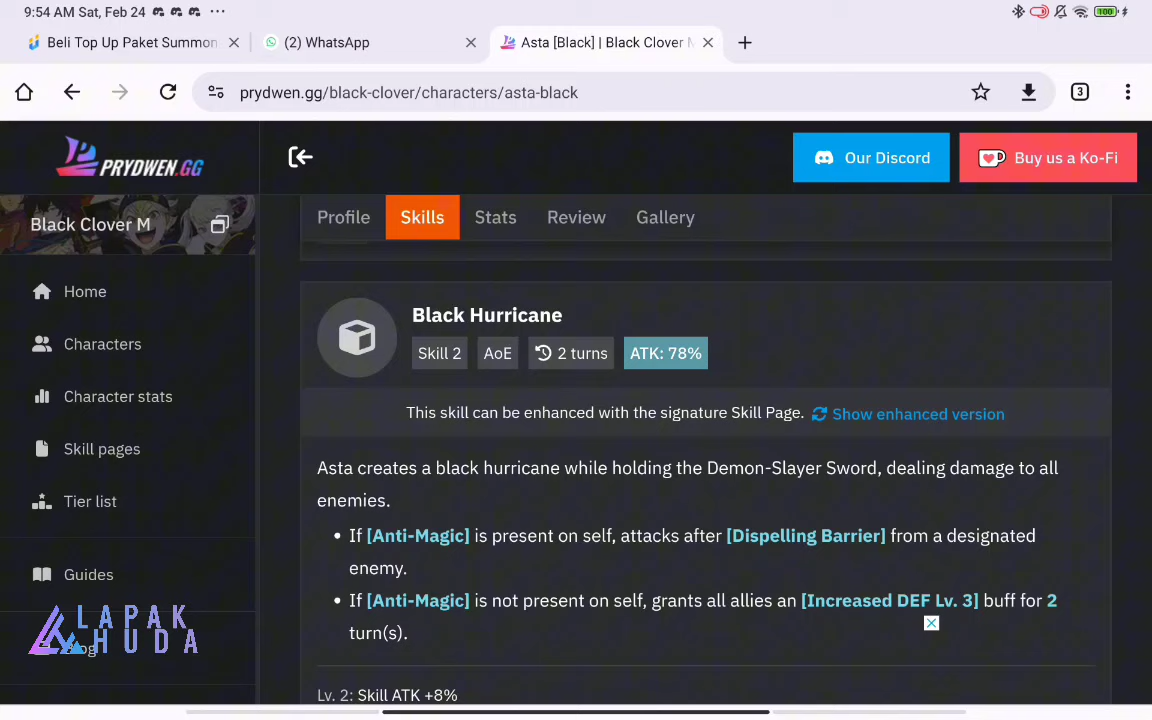 9:54 AM Sat, Feb 24
100
Beli Top Up Paket Summon
(2) WhatsApp
Asta [Black] | Black Clover M
prydwen.gg/black-clover/characters/asta-black
3
PRYDWEN.GG
Our Discord
Buy us a Ko-Fi
Black Clover M
Profile
Skills
Stats
Review
Gallery
Home
Characters
Character stats
Skill pages
Tier list
Guides
LAPAK
HUDA
Black Hurricane
Skill 2
AoE
2 turns
ATK: 78%
This skill can be enhanced with the signature Skill Page. Show enhanced version
Asta creates a black hurricane while holding the Demon-Slayer Sword, dealing damage to all
enemies.
• If [Anti-Magic] is present on self, attacks after [Dispelling Barrier] from a designated
enemy.
• If [Anti-Magic] is not present on self, grants all allies an [Increased DEF Lv. 3] buff for 2
turn(s).
Lv. 2: Skill ATK +8%